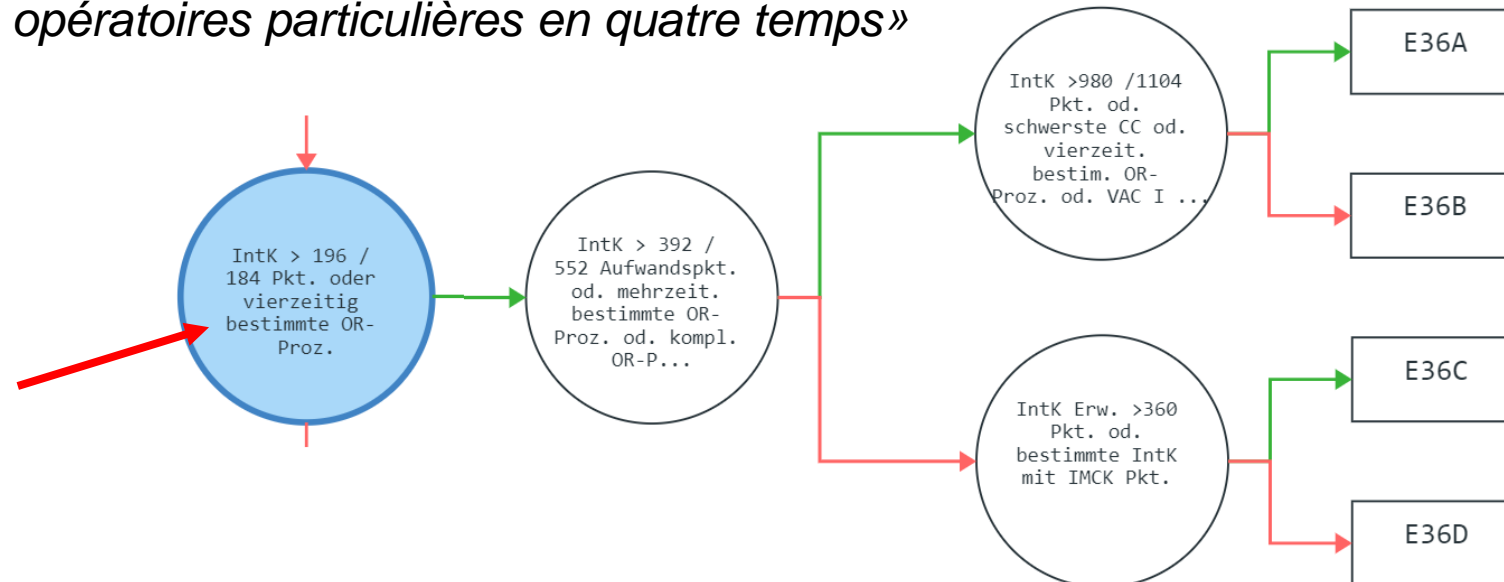 opératoires particulières en quatre temps»
IntK > 196 /
184 Pkt. oder
vierzeitig
bestimmte OR-
Proz.
IntK > 392 /
552 Aufwandspkt.
od. mehrzeit.
bestimmte OR-
Proz. od. kompl.
OR-P...
IntK >980 /1104
Pkt. od.
schwerste CC od.
vierzeit.
bestim. OR-
Proz. od. VAC I ...
IntK Erw. >360
Pkt. od.
bestimmte IntK
mit IMCK Pkt.
E36A
E36B
E36C
E36D